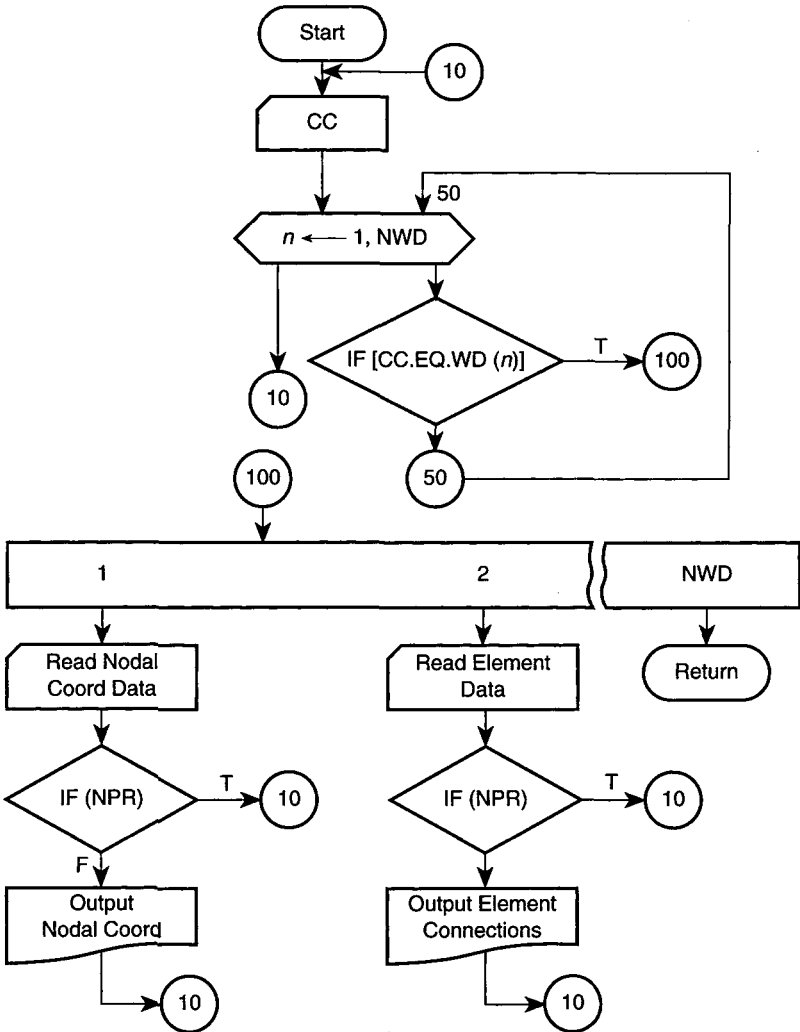 Start
10
CC
50
n ← 1, NWD
IF [CC.EQ.WD (n)]
T
100
10
50
100
1
2
NWD
Read Nodal
Coord Data
Read Element
Data
Return
IF (NPR)
T
10
IF (NPR)
T
10
F
Output
Nodal Coord
Output Element
Connections
10
10